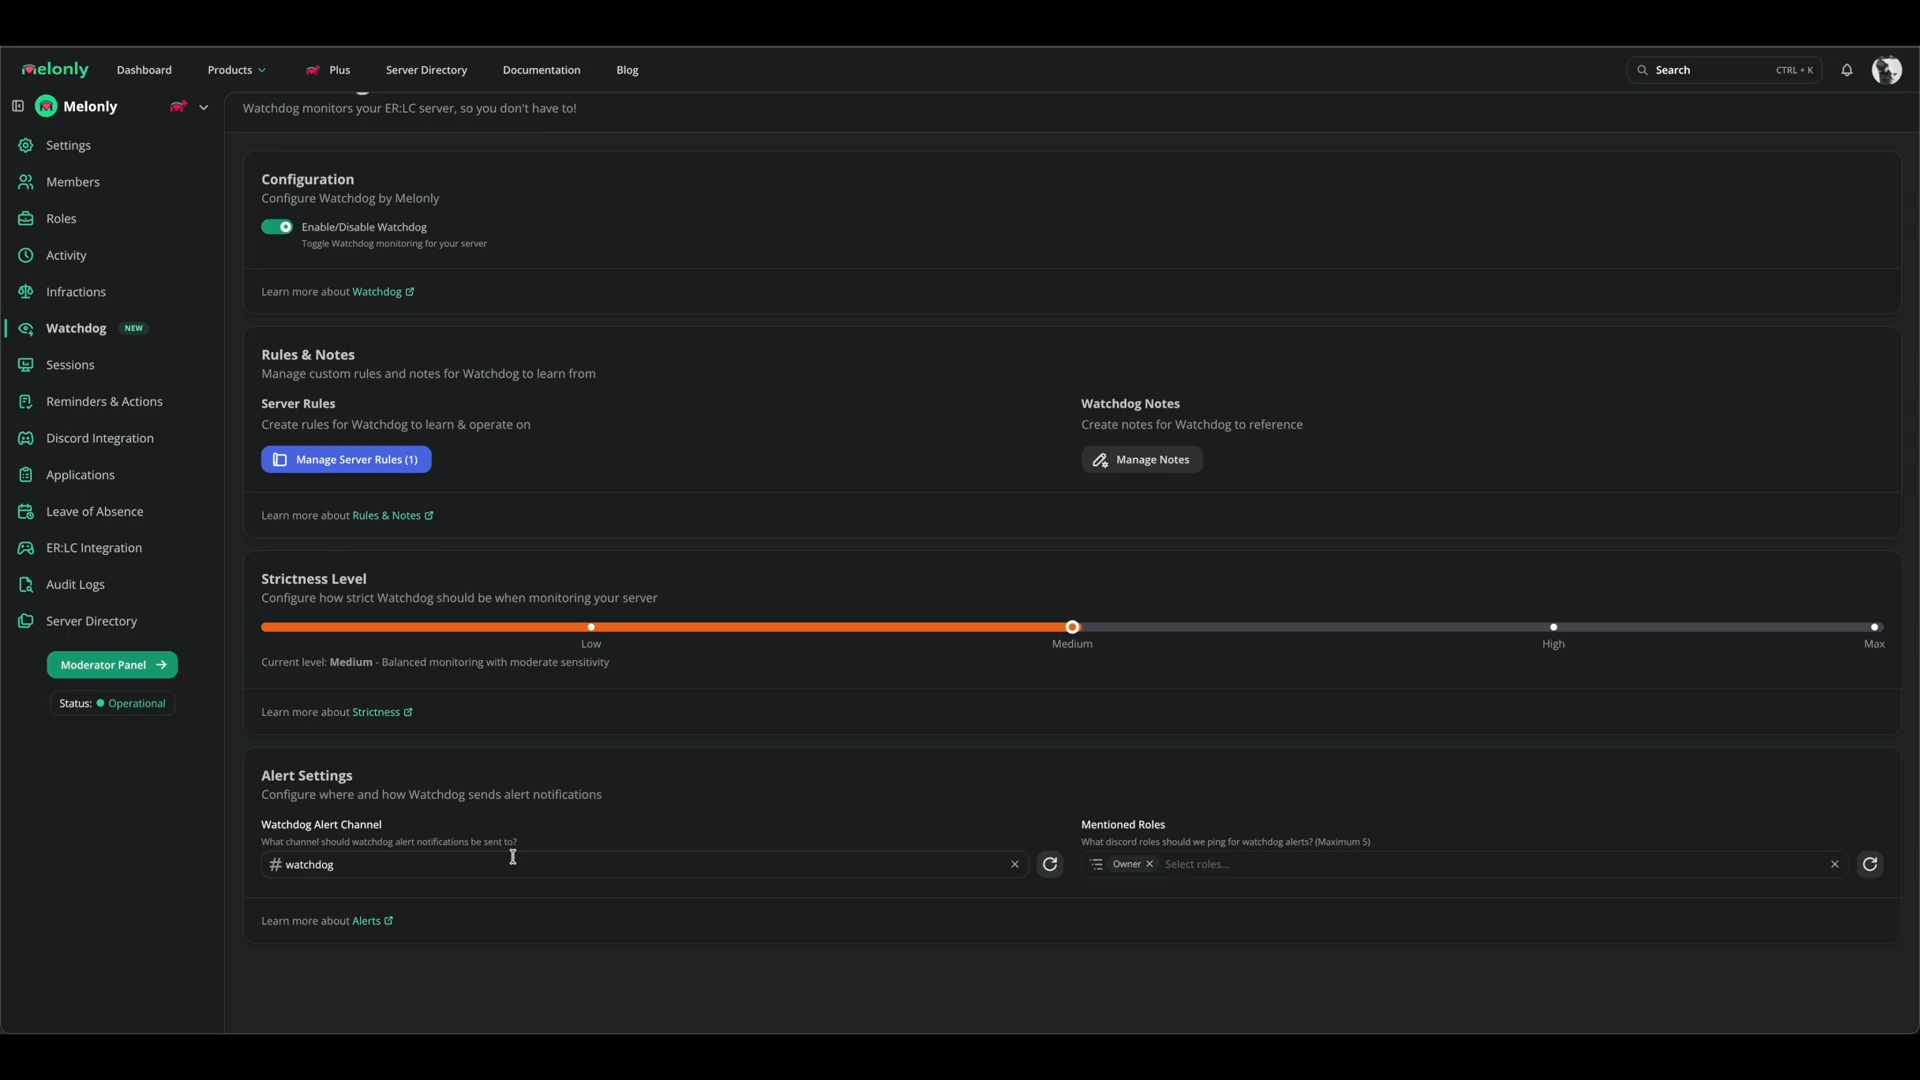 melonly
Dashboard
Products
Plus
Server Directory
Documentation
Blog
Search
CTRL + K
Melonly
Settings
Members
Roles
Activity
Infractions
Watchdog NEW
Sessions
Reminders & Actions
Discord Integration
Applications
Leave of Absence
ER:LC Integration
Audit Logs
Server Directory
Moderator Panel
Status: Operational
Watchdog monitors your ER:LC server, so you don't have to!
Configuration
Configure Watchdog by Melonly
Enable/Disable Watchdog
Toggle Watchdog monitoring for your server
Learn more about Watchdog
Rules & Notes
Manage custom rules and notes for Watchdog to learn from
Server Rules
Create rules for Watchdog to learn & operate on
Manage Server Rules (1)
Watchdog Notes
Create notes for Watchdog to reference
Manage Notes
Learn more about Rules & Notes
Strictness Level
Configure how strict Watchdog should be when monitoring your server
Low
Medium
High
Max
Current level: Medium - Balanced monitoring with moderate sensitivity
Learn more about Strictness
Alert Settings
Configure where and how Watchdog sends alert notifications
Watchdog Alert Channel
What channel should watchdog alert notifications be sent to?
# watchdog
Mentioned Roles
What discord roles should we ping for watchdog alerts? (Maximum 5)
Owner
Select roles...
Learn more about Alerts